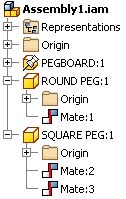 Assembly1.iam
Representations
Origin
PEGBOARD:1
ROUND PEG:1
Origin
Mate:1
SQUARE PEG:1
Origin
Mate:2
Mate:3